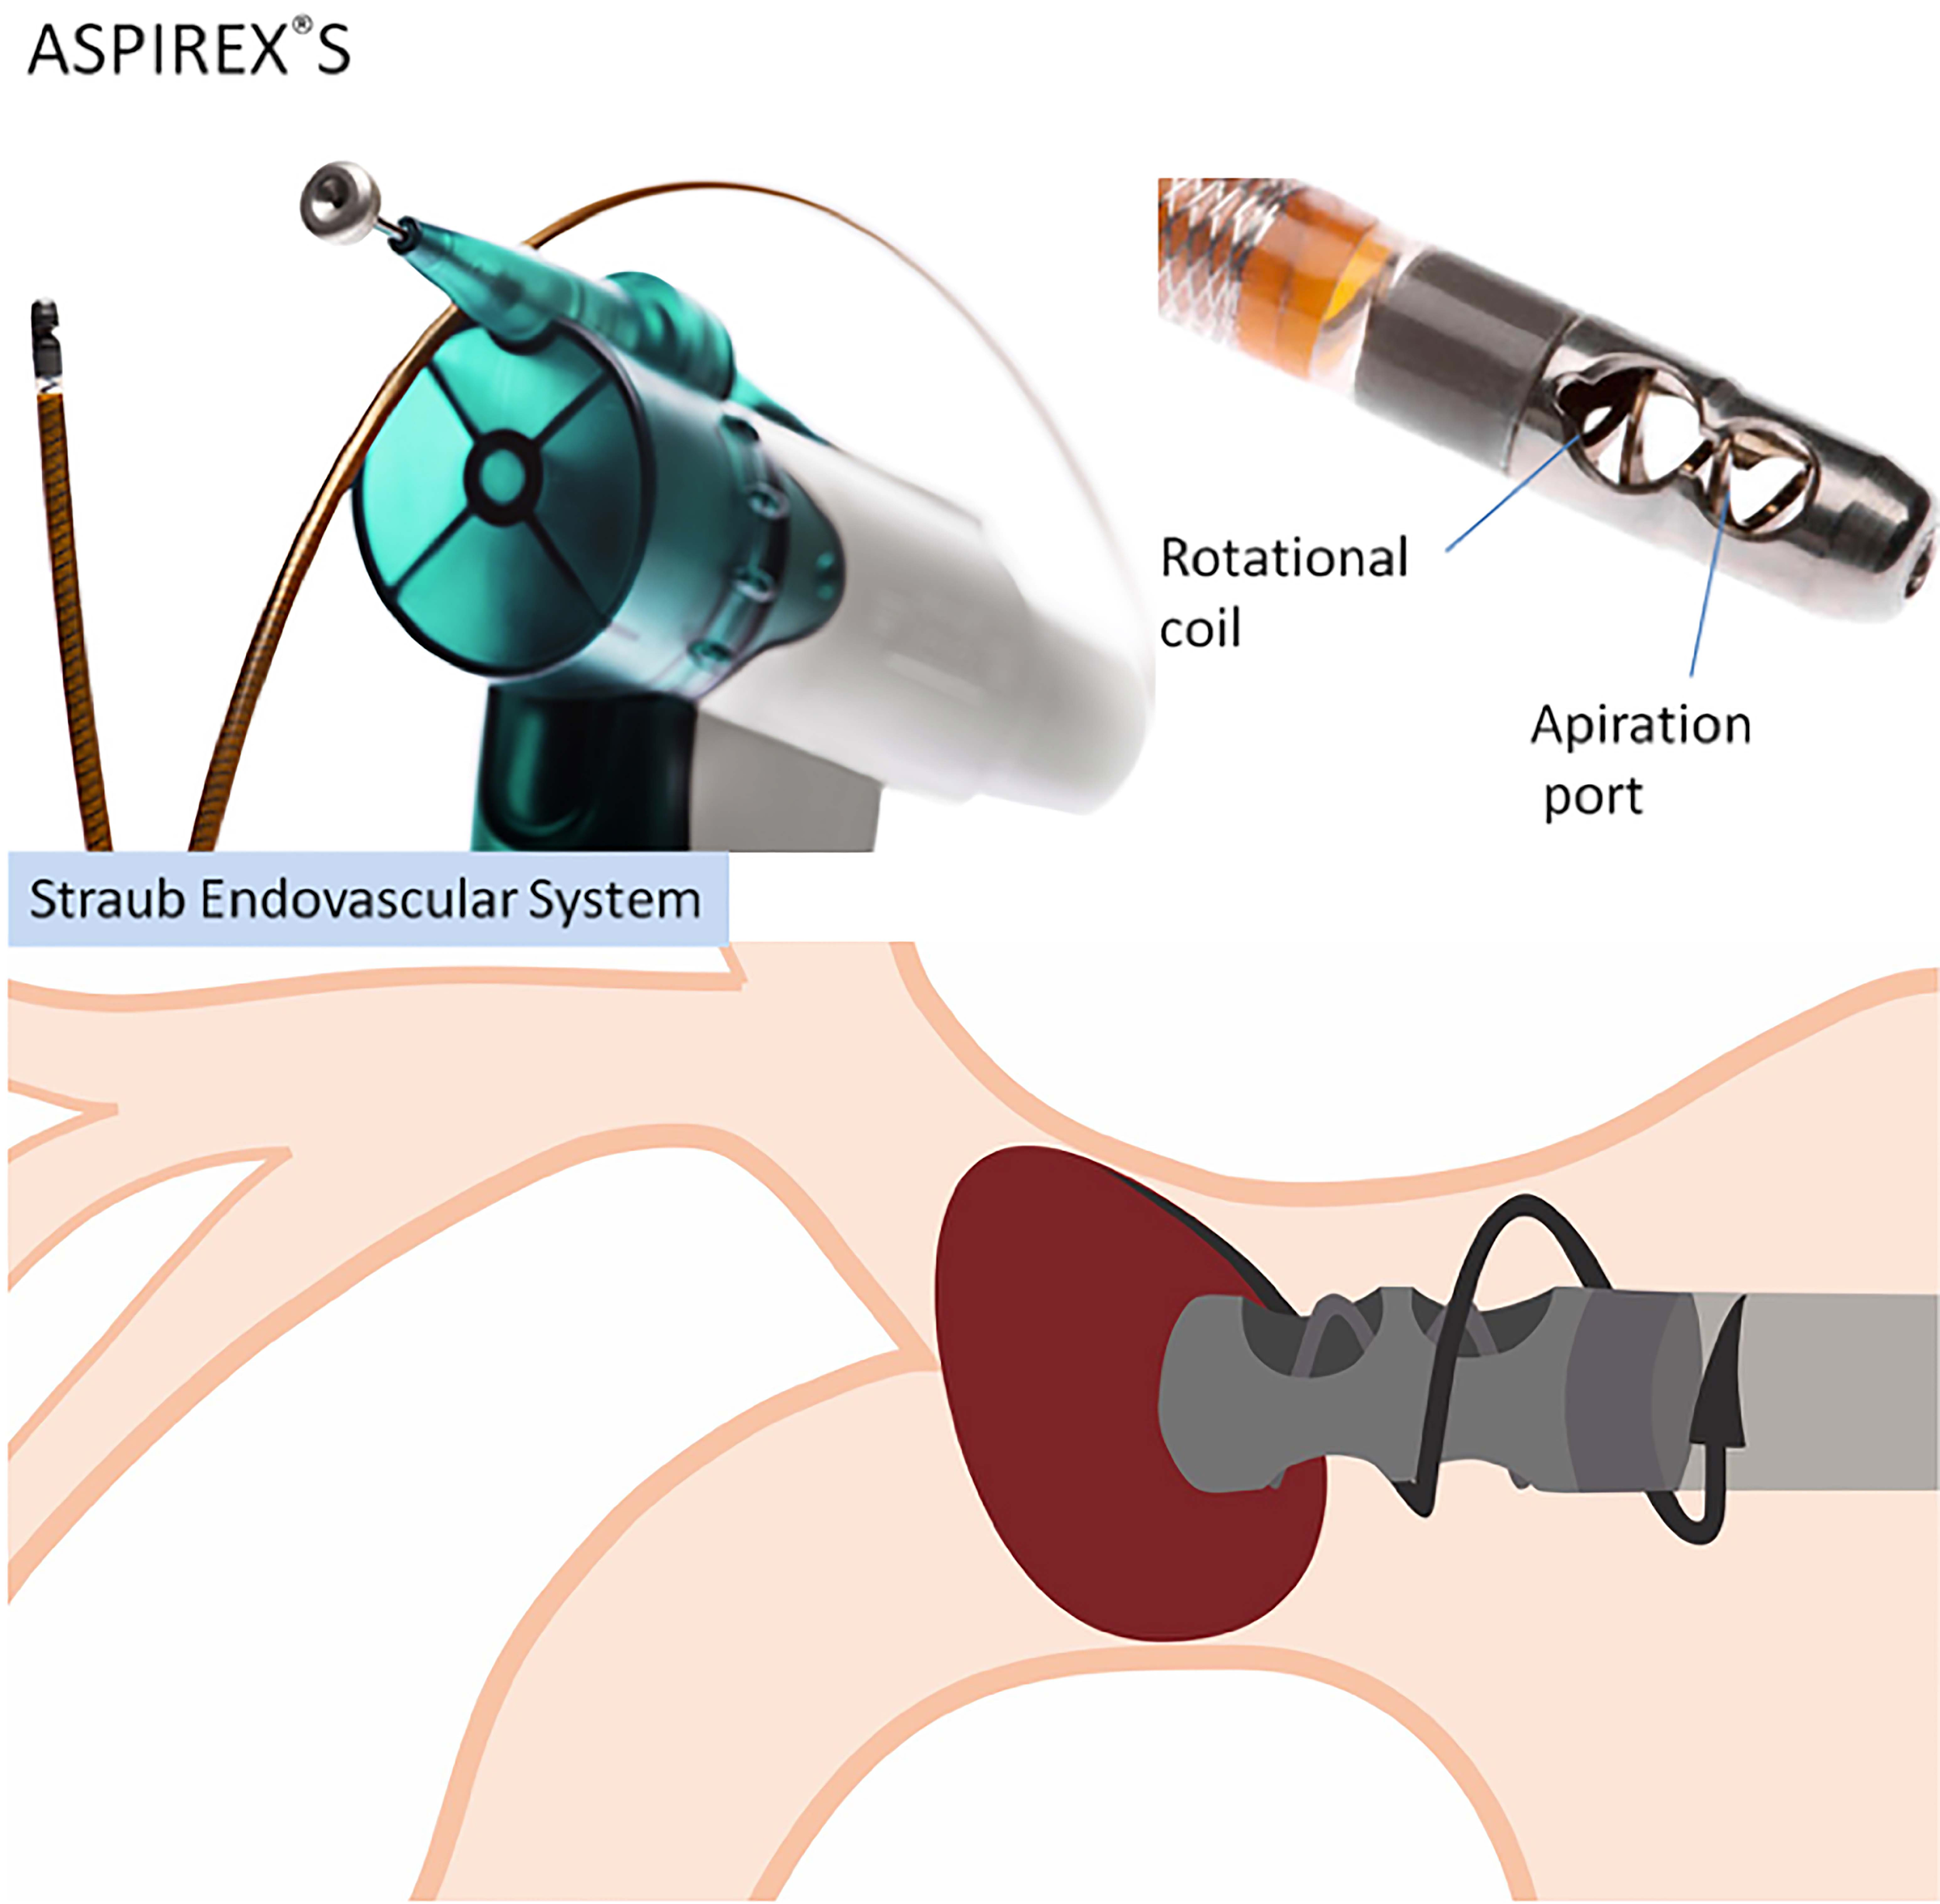 ASPIREX®S
Rotational
coil
Apiration
port
Straub Endovascular System